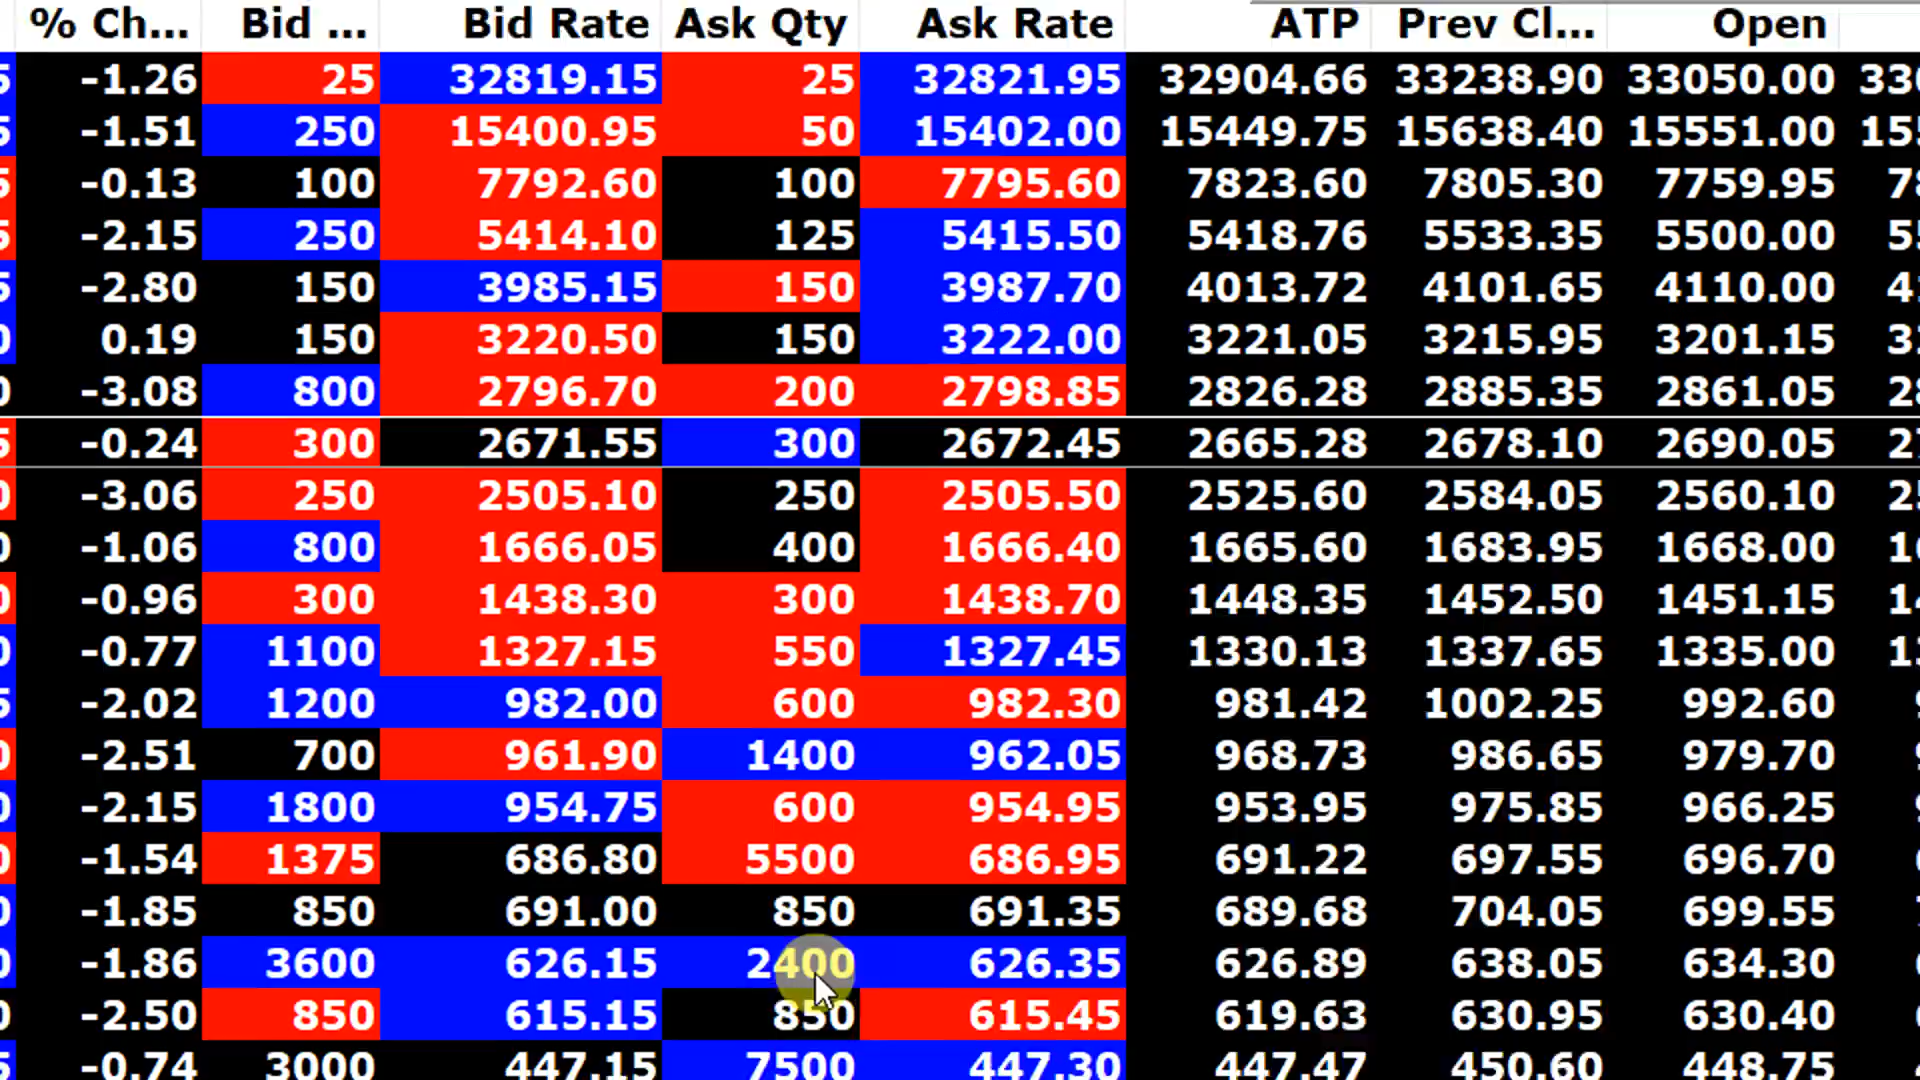 % Ch... Bid ... Bid Rate Ask Qty Ask Rate ATP Prev Cl... Open
-1.26 25 32819.15 25 32821.95 32904.66 33238.90 33050.00
-1.51 250 15400.95 50 15402.00 15449.75 15638.40 15551.00
-0.13 100 7792.60 100 7795.60 7823.60 7805.30 7759.95
-2.15 250 5414.10 125 5415.50 5418.76 5533.35 5500.00
-2.80 150 3985.15 150 3987.70 4013.72 4101.65 4110.00
0.19 150 3220.50 150 3222.00 3221.05 3215.95 3201.15
-3.08 800 2796.70 200 2798.85 2826.28 2885.35 2861.05
-0.24 300 2671.55 300 2672.45 2665.28 2678.10 2690.05
-3.06 250 2505.10 250 2505.50 2525.60 2584.05 2560.10
-1.06 800 1666.05 400 1666.40 1665.60 1683.95 1668.00
-0.96 300 1438.30 300 1438.70 1448.35 1452.50 1451.15
-0.77 1100 1327.15 550 1327.45 1330.13 1337.65 1335.00
-2.02 1200 982.00 600 982.30 981.42 1002.25 992.60
-2.51 700 961.90 1400 962.05 968.73 986.65 979.70
-2.15 1800 954.75 600 954.95 953.95 975.85 966.25
-1.54 1375 686.80 5500 686.95 691.22 697.55 696.70
-1.85 850 691.00 850 691.35 689.68 704.05 699.55
-1.86 3600 626.15 2400 626.35 626.89 638.05 634.30
-2.50 850 615.15 850 615.45 619.63 630.95 630.40
-0.74 3000 447.15 7500 447.30 447.47 450.60 448.75